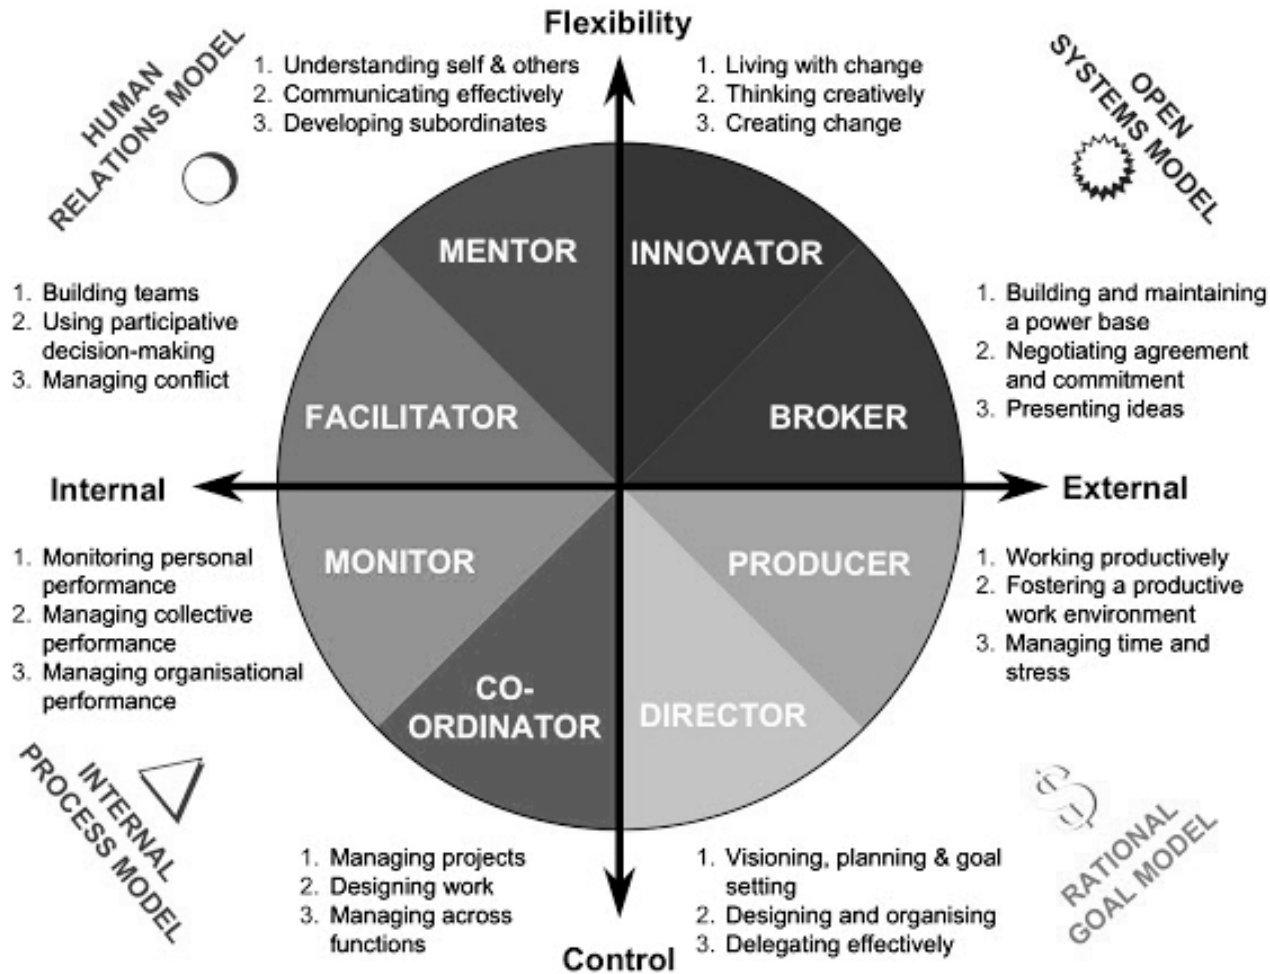 Flexibility
HUMAN
RELATIONS MODEL
1. Understanding self & others
2. Communicating effectively
3. Developing subordinates
1. Living with change
2. Thinking creatively
3. Creating change
OPEN
SYSTEMS MODEL
MENTOR
INNOVATOR
1. Building teams
2. Using participative
decision-making
3. Managing conflict
FACILITATOR
BROKER
1. Building and maintaining
a power base
2. Negotiating agreement
and commitment
3. Presenting ideas
Internal
External
1. Monitoring personal
performance
2. Managing collective
performance
3. Managing organisational
performance
MONITOR
PRODUCER
1. Working productively
2. Fostering a productive
work environment
3. Managing time and
stress
CO-
ORDINATOR
DIRECTOR
INTERNAL
PROCESS MODEL
1. Managing projects
2. Designing work
3. Managing across
functions
1. Visioning, planning & goal
setting
2. Designing and organising
3. Delegating effectively
$
RATIONAL
GOAL MODEL
Control